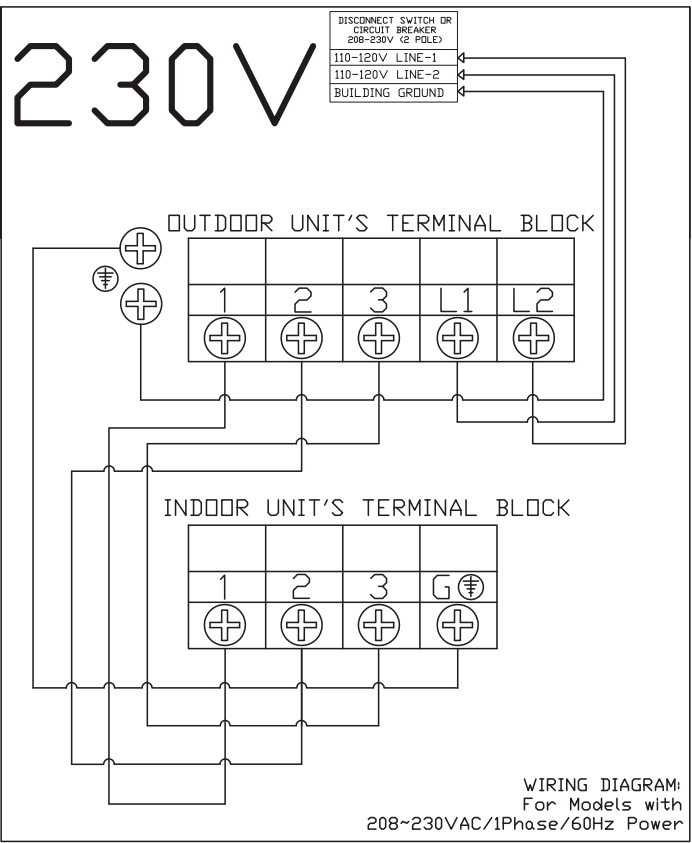 230V
DISCONNECT SWITCH OR
CIRCUIT BREAKER
208-230V (2 POLE)
110-120V LINE-1
110-120V LINE-2
BUILDING GROUND
OUTDOOR UNIT'S TERMINAL BLOCK
1 2 3 L1 L2
INDOOR UNIT'S TERMINAL BLOCK
1 2 3 G
WIRING DIAGRAM:
For Models with
208~230VAC/1Phase/60Hz Power